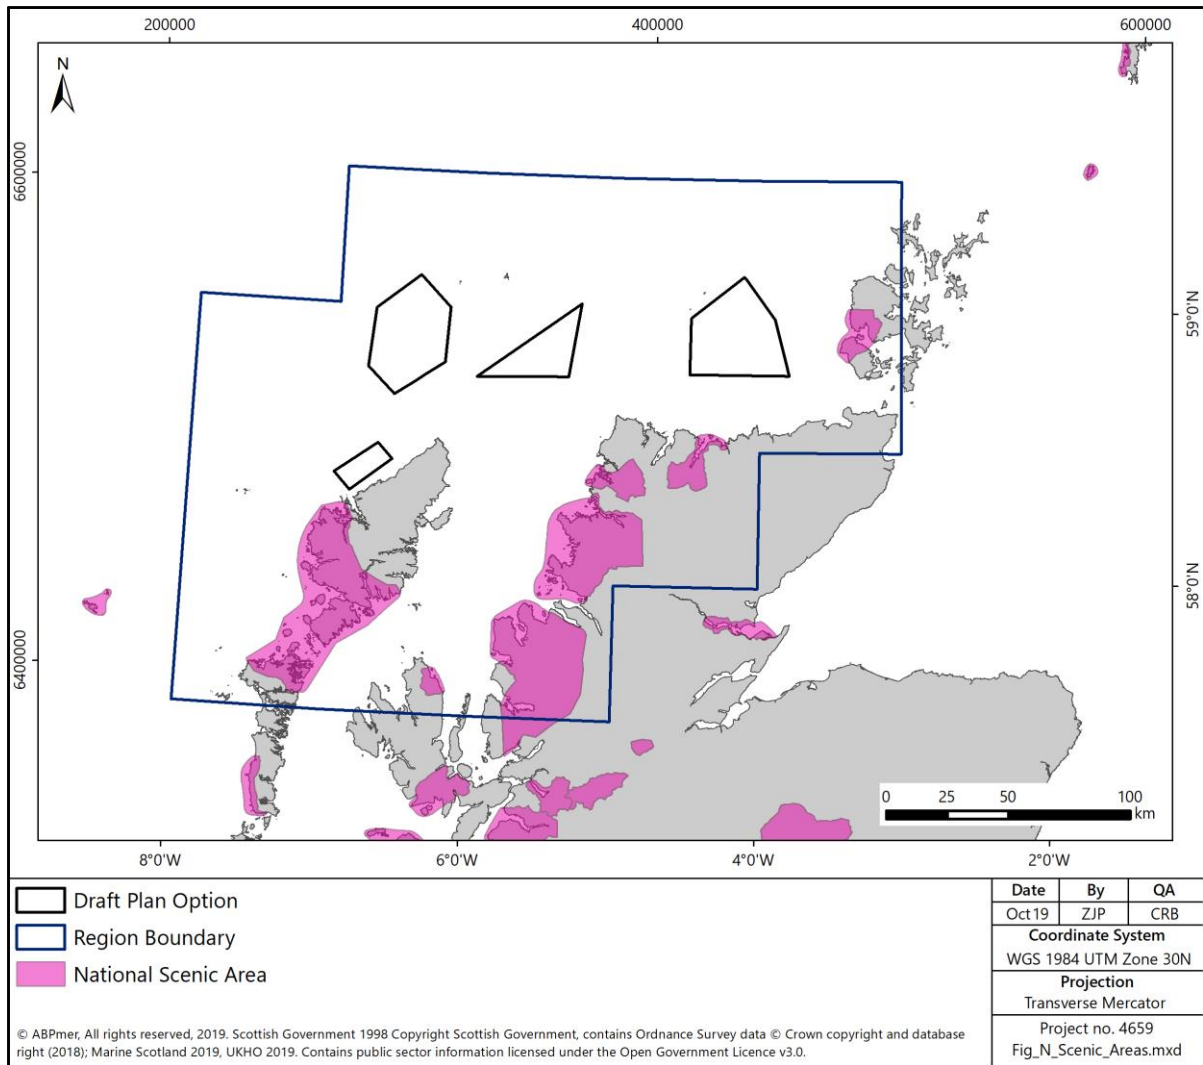 200000
400000
600000
N
6600000
6400000
59°0'N
58°0'N
0
25
50
100
km
8°0'W
6°0'W
4°0'W
2°0'W
Draft Plan Option
Region Boundary
National Scenic Area
Date By QA
Oct19 ZJP CRB
Coordinate System
WGS 1984 UTM Zone 30N
Projection
Transverse Mercator
Project no. 4659
Fig_N_Scenic_Areas.mxd
© ABPmer, All rights reserved, 2019. Scottish Government 1998 Copyright Scottish Government, contains Ordnance Survey data © Crown copyright and database
right (2018); Marine Scotland 2019, UKHO 2019. Contains public sector information licensed under the Open Government Licence v3.0.